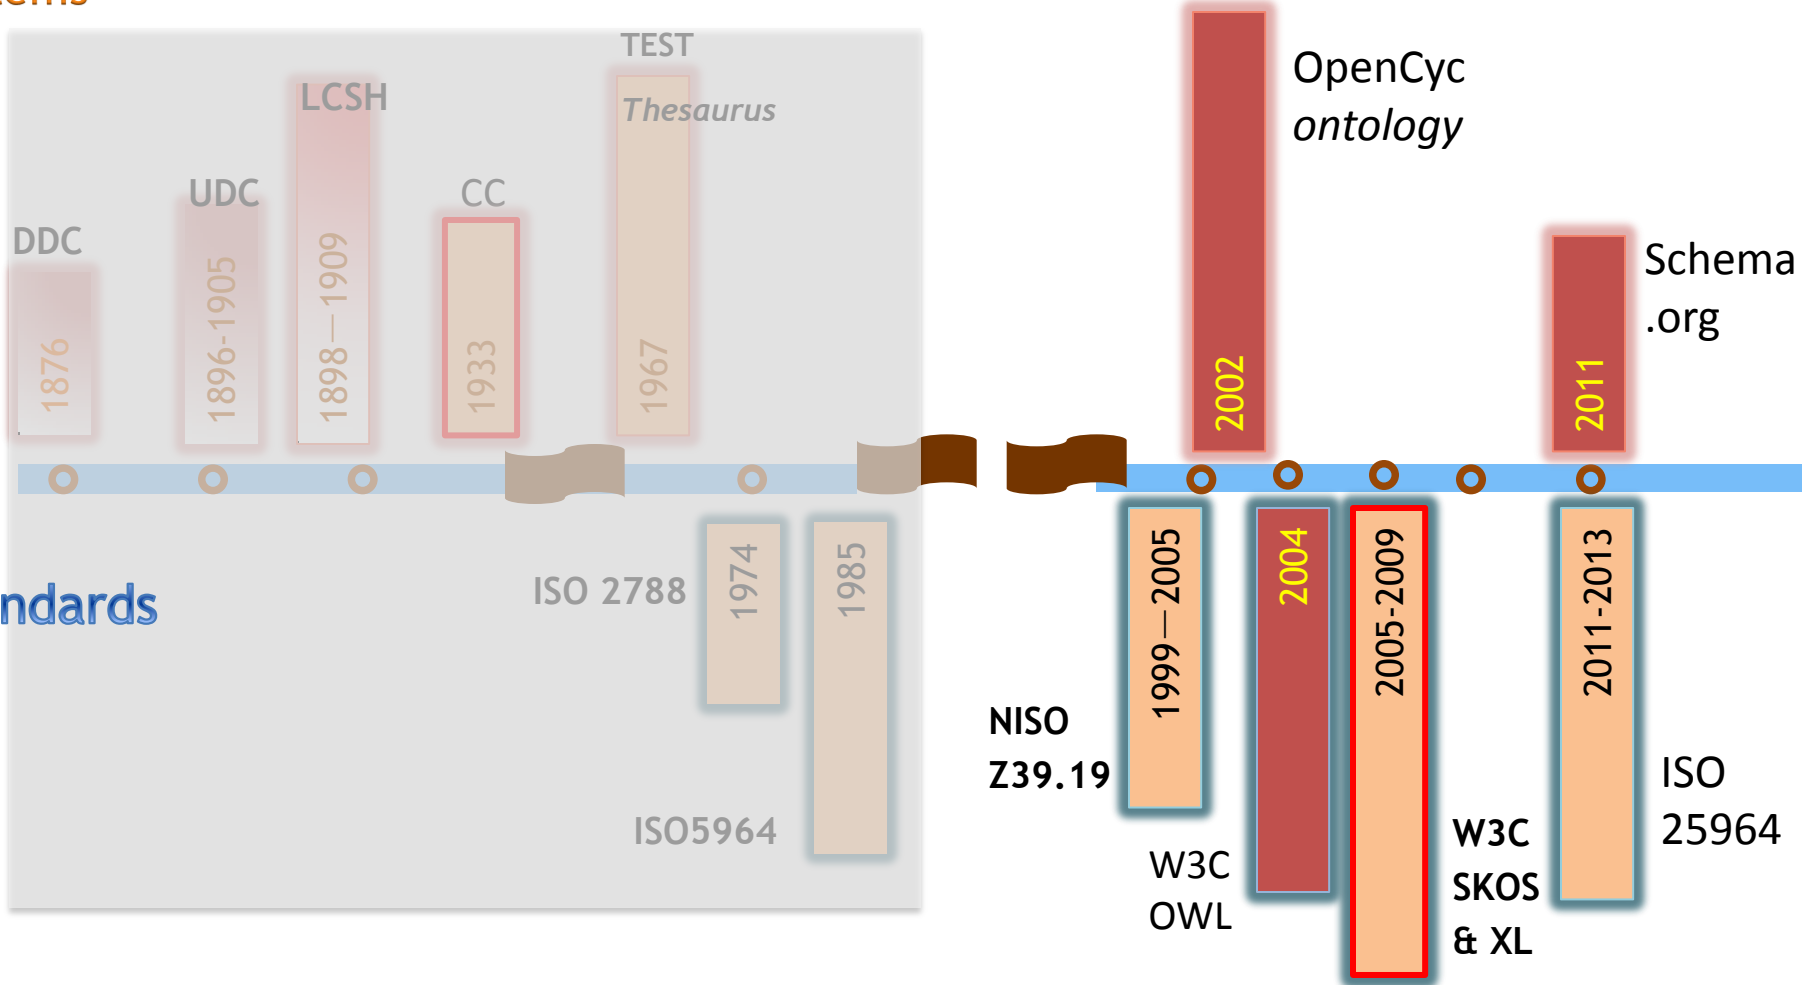 TEST
Thesaurus
LCSH
UDC
CC
DDC
1876
1896-1905
1898—1909
1933
1967
OpenCyc
ontology
2002
Schema
.org
2011
ndards
ISO 2788
1974
1985
ISO5964
1999—2005
NISO
Z39.19
2004
W3C
OWL
2005-2009
W3C
SKOS
& XL
2011-2013
ISO
25964